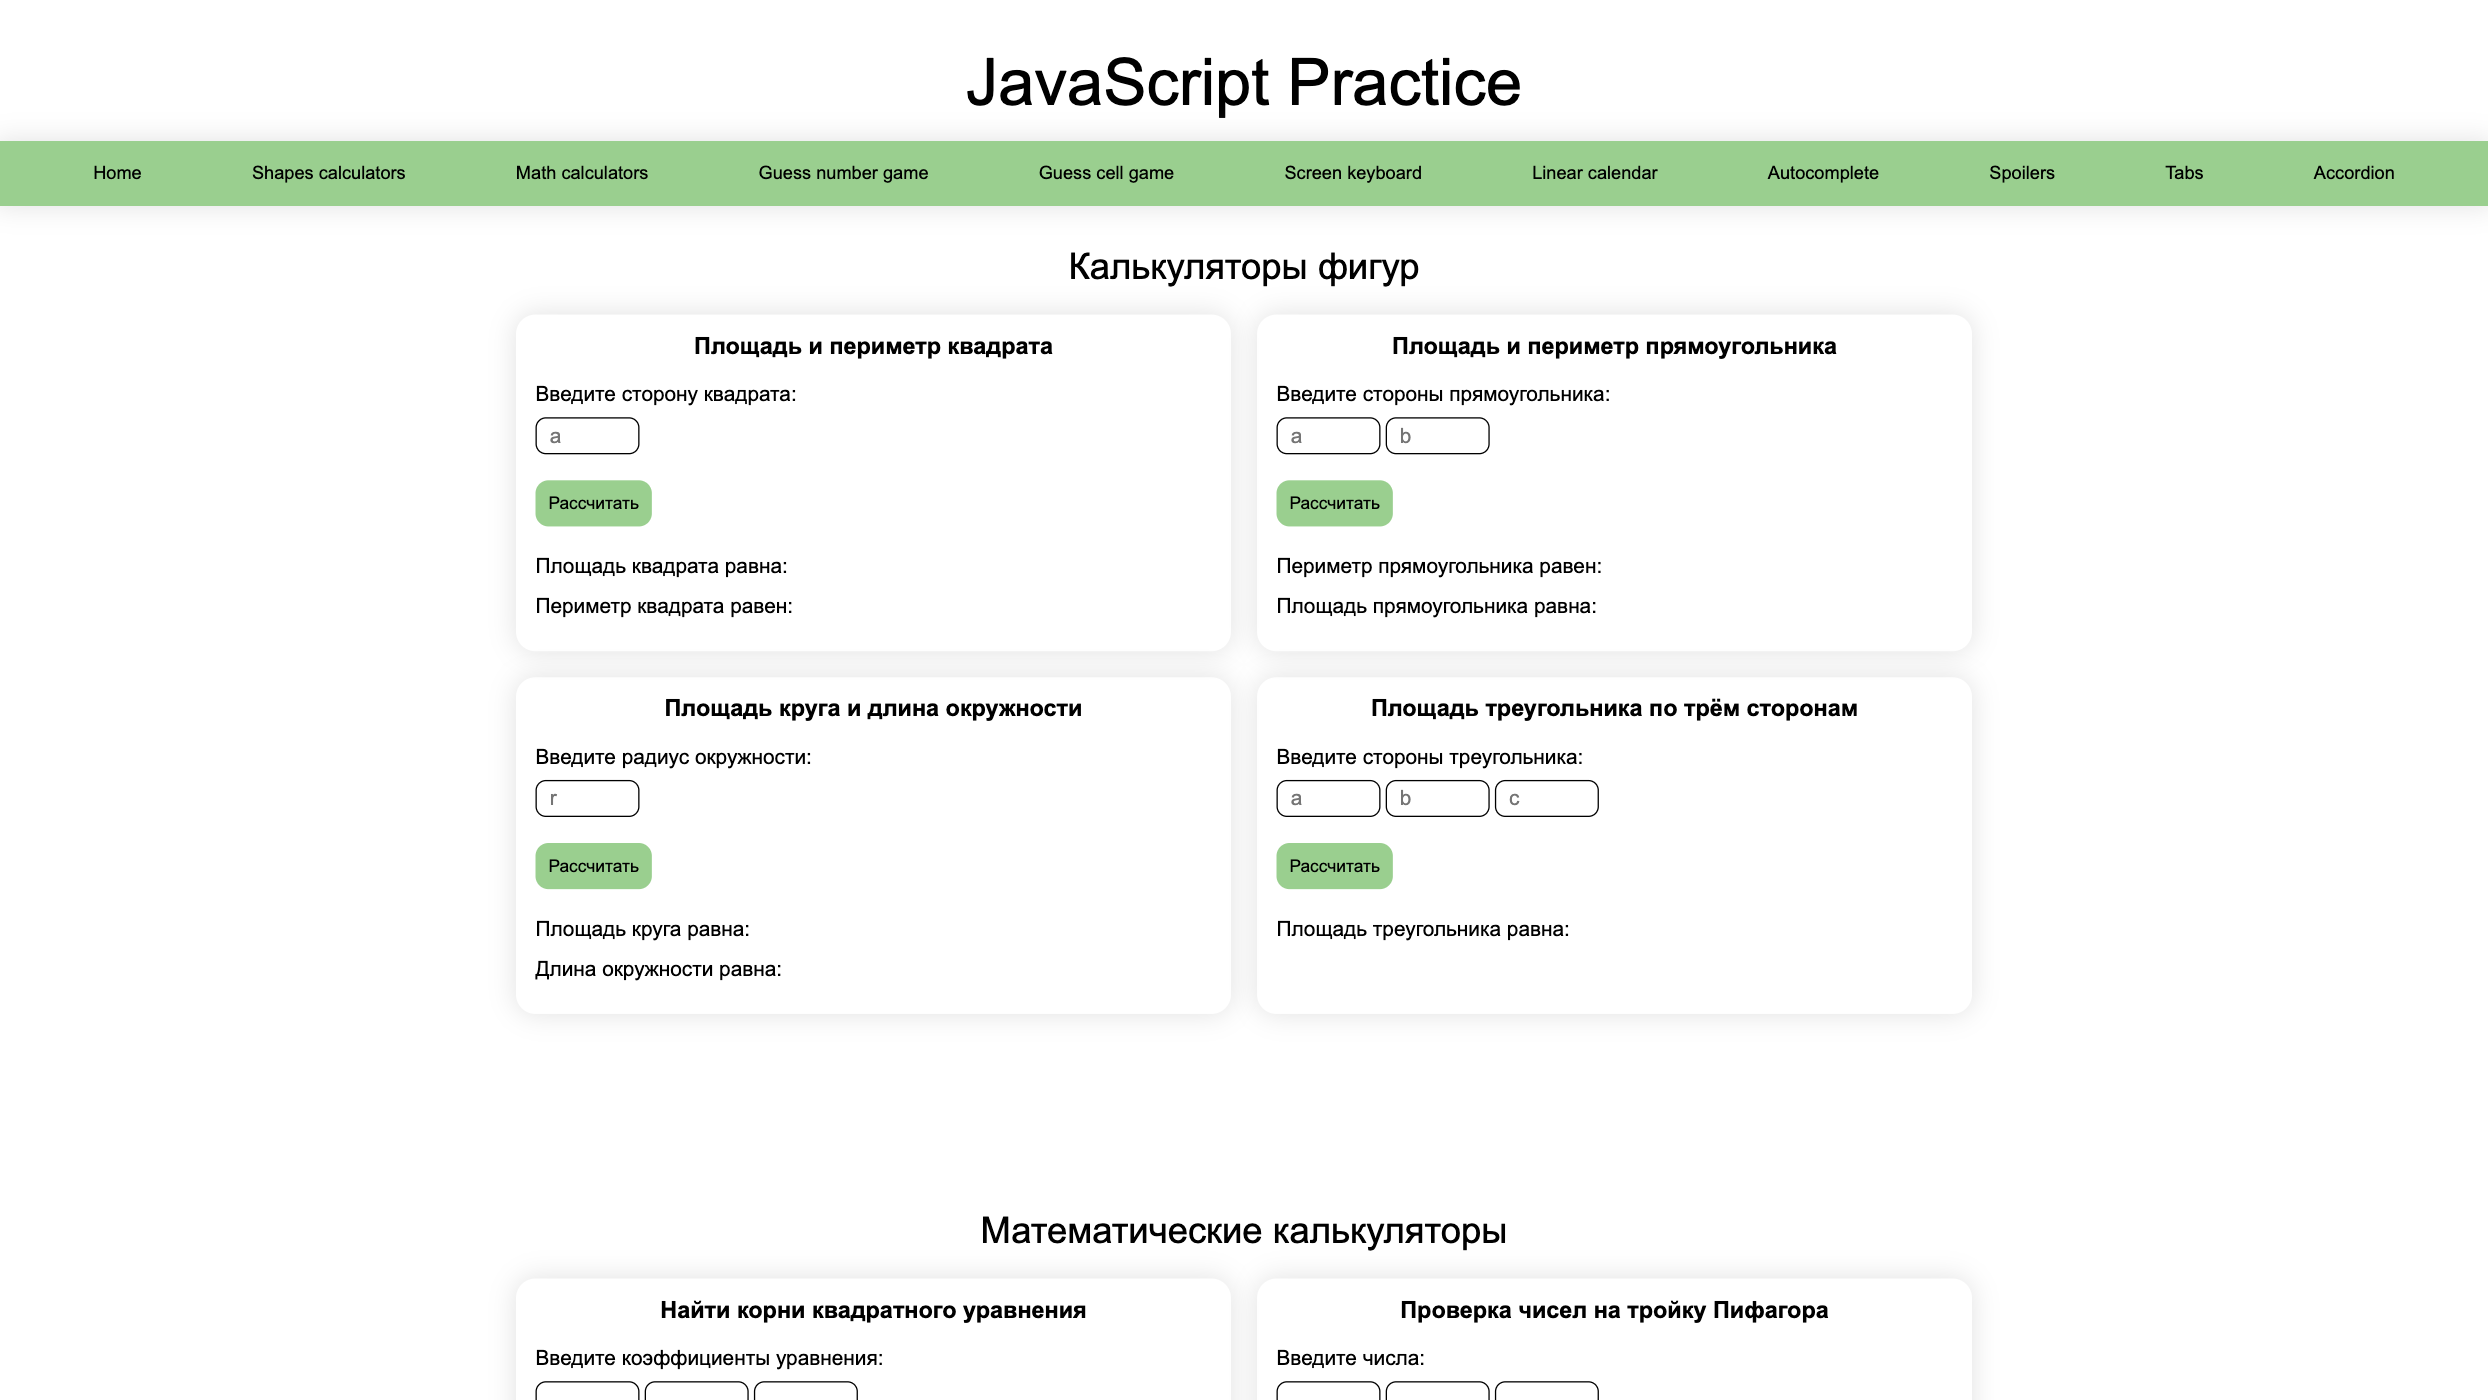 JavaScript Practice
Home Shapes calculators Math calculators Guess number game Guess cell game Screen keyboard Linear calendar Autocomplete Spoilers Tabs Accordion
Калькуляторы фигур
Площадь и периметр квадрата
Введите сторону квадрата:
a
Рассчитать
Площадь квадрата равна:
Периметр квадрата равен:
Площадь и периметр прямоугольника
Введите стороны прямоугольника:
a b
Рассчитать
Периметр прямоугольника равен:
Площадь прямоугольника равна:
Площадь круга и длина окружности
Введите радиус окружности:
r
Рассчитать
Площадь круга равна:
Длина окружности равна:
Площадь треугольника по трём сторонам
Введите стороны треугольника:
a b c
Рассчитать
Площадь треугольника равна:
Математические калькуляторы
Найти корни квадратного уравнения
Введите коэффициенты уравнения:
Проверка чисел на тройку Пифагора
Введите числа: